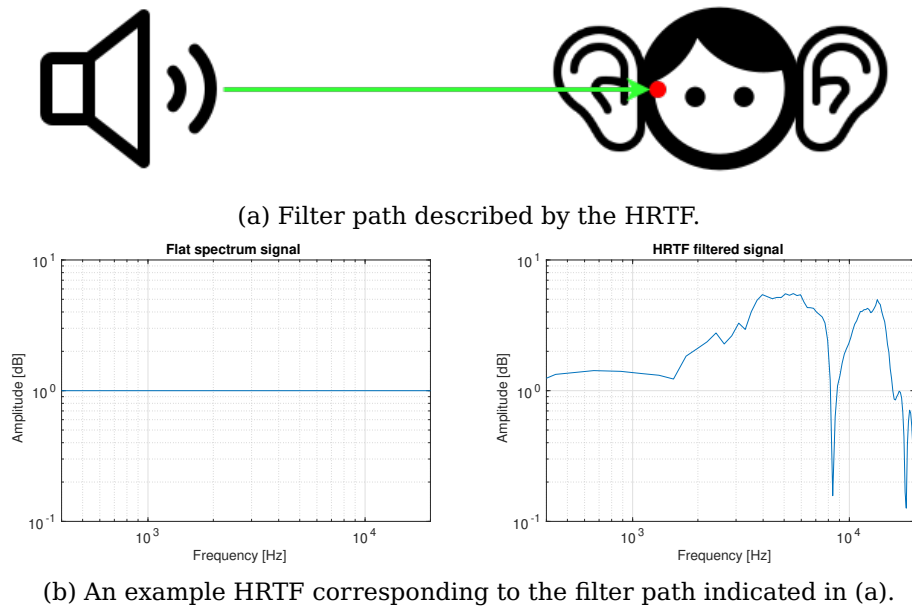 (a) Filter path described by the HRTF.
Flat spectrum signal
10^1
10^0
10^-1
Amplitude [dB]
10^3
10^4
Frequency [Hz]
HRTF filtered signal
10^1
10^0
10^-1
Amplitude [dB]
10^3
10^4
Frequency [Hz]
(b) An example HRTF corresponding to the filter path indicated in (a).